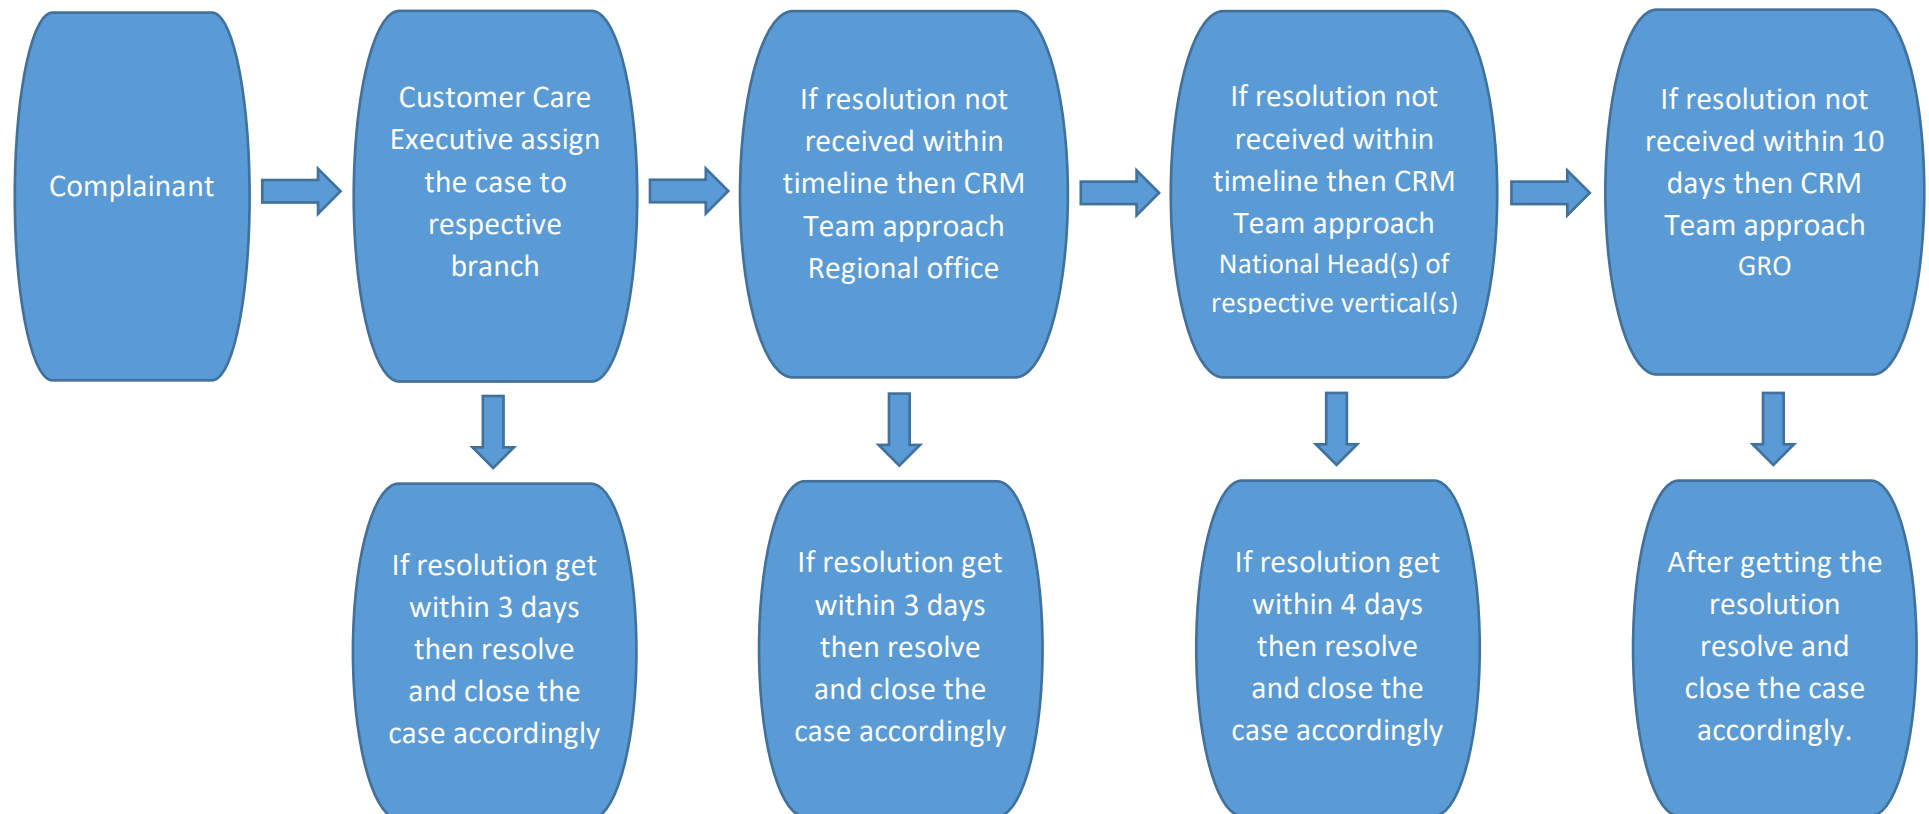 Complainant
Customer Care
Executive assign
the case to
respective
branch
If resolution not
received within
timeline then CRM
Team approach
Regional office
If resolution not
received within
timeline then CRM
Team approach
National Head(s) of
respective vertical(s)
If resolution not
received within 10
days then CRM
Team approach
GRO
If resolution get
within 3 days
then resolve
and close the
case accordingly
If resolution get
within 3 days
then resolve
and close the
case accordingly
If resolution get
within 4 days
then resolve
and close the
case accordingly
After getting the
resolution
resolve and
close the case
accordingly.